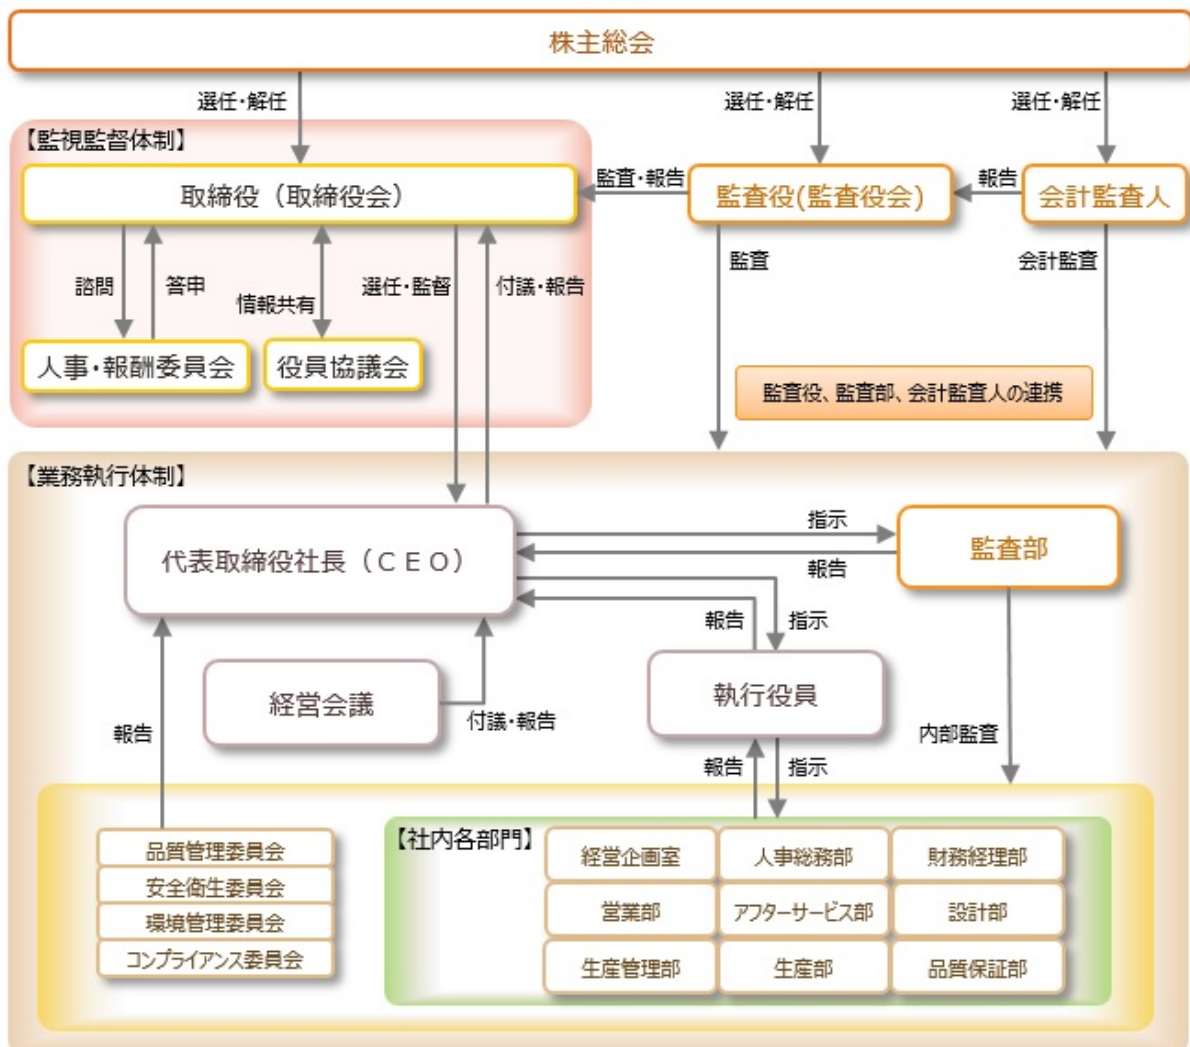 株主総会
選任・解任
選任・解任
選任・解任
【監視監督体制】
取締役（取締役会）
監査・報告
監査役(監査役会)
報告
会計監査人
諮問
答申
情報共有
選任・監督
付議・報告
監査
会計監査
人事・報酬委員会
役員協議会
監査役、監査部、会計監査人の連携
【業務執行体制】
代表取締役社長（ＣＥＯ）
指示
報告
監査部
報告
指示
経営会議
付議・報告
執行役員
報告
内部監査
報告
指示
品質管理委員会
安全衛生委員会
環境管理委員会
コンプライアンス委員会
【社内各部門】
経営企画室
人事総務部
財務経理部
営業部
アフターサービス部
設計部
生産管理部
生産部
品質保証部